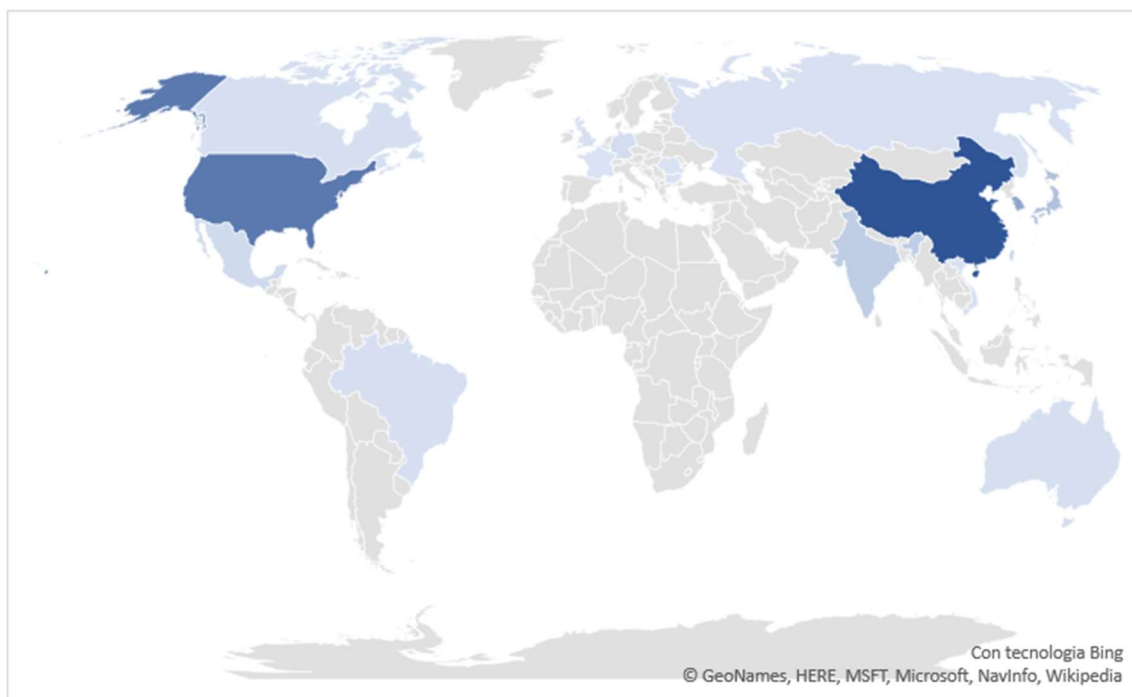 Con tecnologia Bing
© GeoNames, HERE, MSFT, Microsoft, NavInfo, Wikipedia